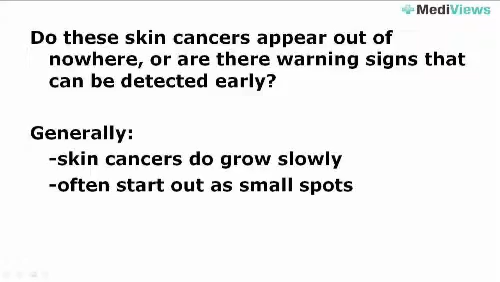 MediViews
Do these skin cancers appear out of
nowhere, or are there warning signs that
can be detected early?
Generally:
-skin cancers do grow slowly
-often start out as small spots